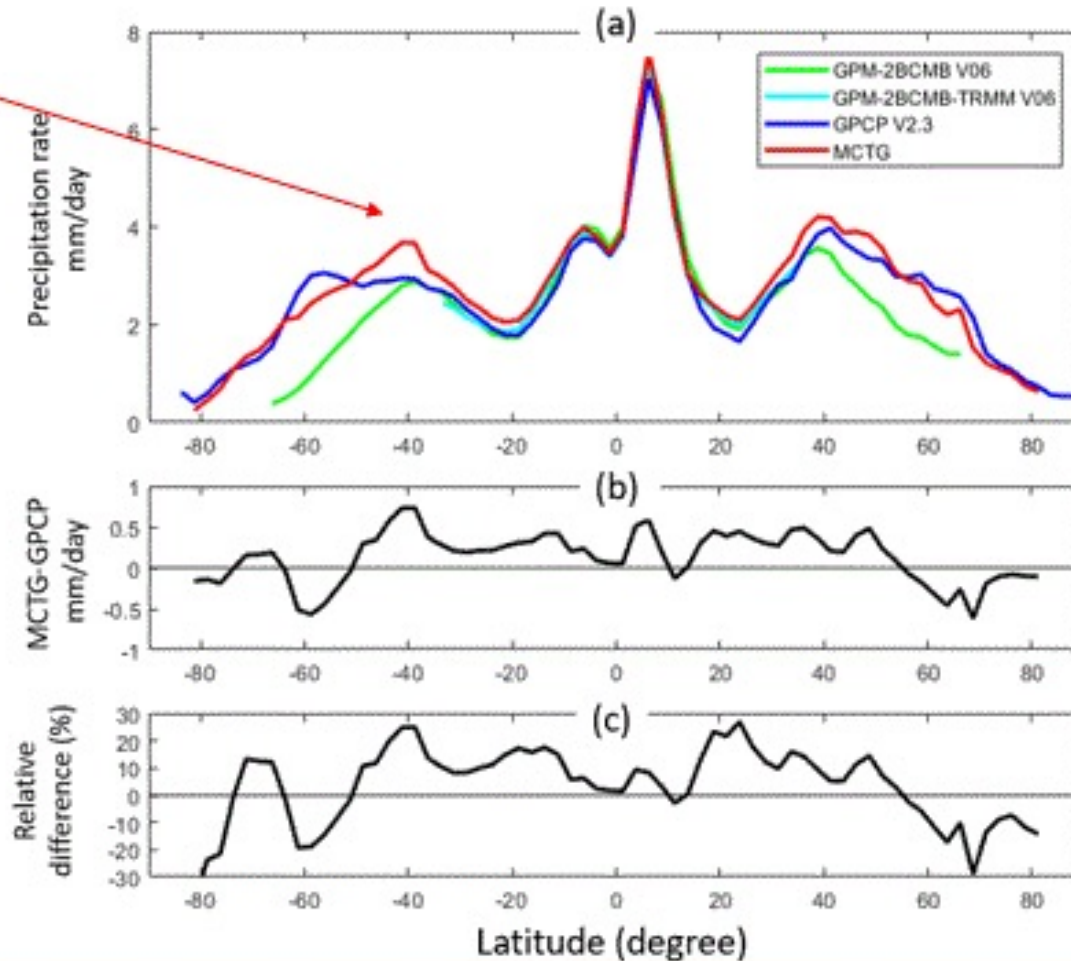 (a)
8
6
4
2
0
Precipitation rate
mm/day
GPM-2BCMB V06
GPM-2BCMB-TRMM V06
GPCP V2.3
MCTG
-80 -60 -40 -20 0 20 40 60 80
(b)
1
0.5
0
-0.5
-1
MCTG-GPCP
mm/day
-80 -60 -40 -20 0 20 40 60 80
(c)
30
20
10
0
-10
-20
-30
Relative
difference (%)
-80 -60 -40 -20 0 20 40 60 80
Latitude (degree)